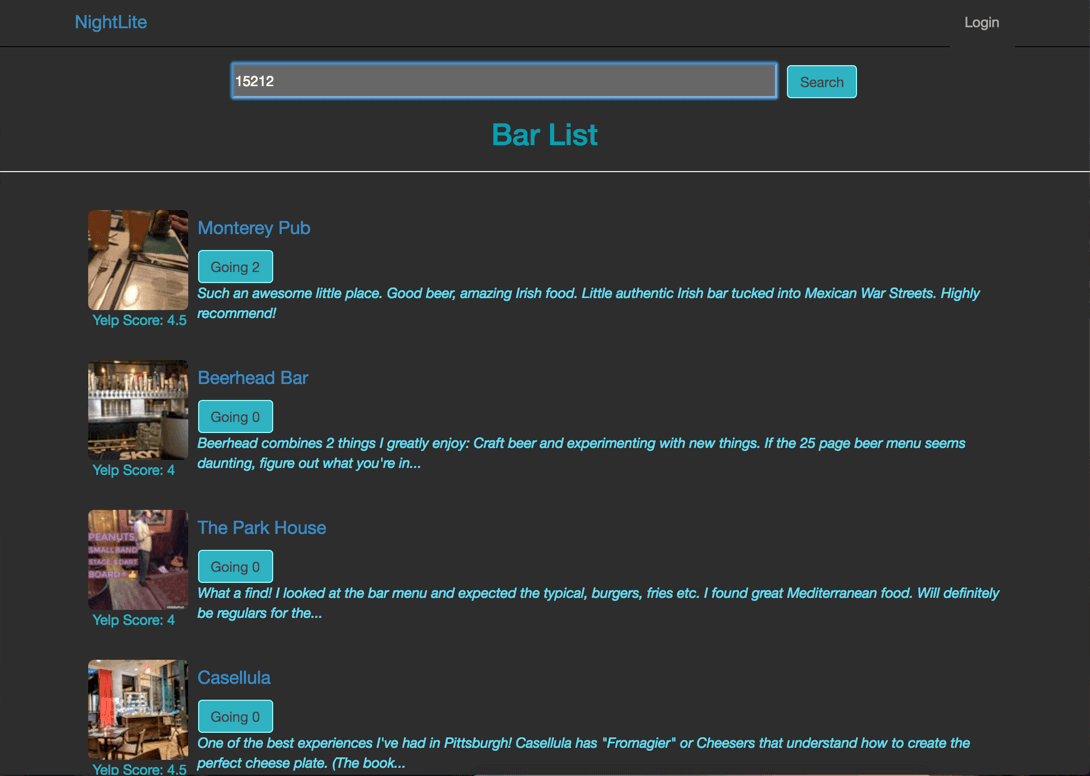 NightLite
Login
15212
Search
Bar List
Monterey Pub
Going 2
Such an awesome little place. Good beer, amazing Irish food. Little authentic Irish bar tucked into Mexican War Streets. Highly
recommend!
Yelp Score: 4.5
Beerhead Bar
Going 0
Beerhead combines 2 things I greatly enjoy: Craft beer and experimenting with new things. If the 25 page beer menu seems
daunting, figure out what you're in...
Yelp Score: 4
The Park House
Going 0
PEANUTS,
SMALL BAND
STAGE, & DART
BOARD
What a find! I looked at the bar menu and expected the typical, burgers, fries etc. I found great Mediterranean food. Will definitely
be regulars for the...
Yelp Score: 4
Casellula
Going 0
One of the best experiences I've had in Pittsburgh! Casellula has "Fromagier" or Cheesers that understand how to create the
perfect cheese plate. (The book...
Yelp Score: 4.5